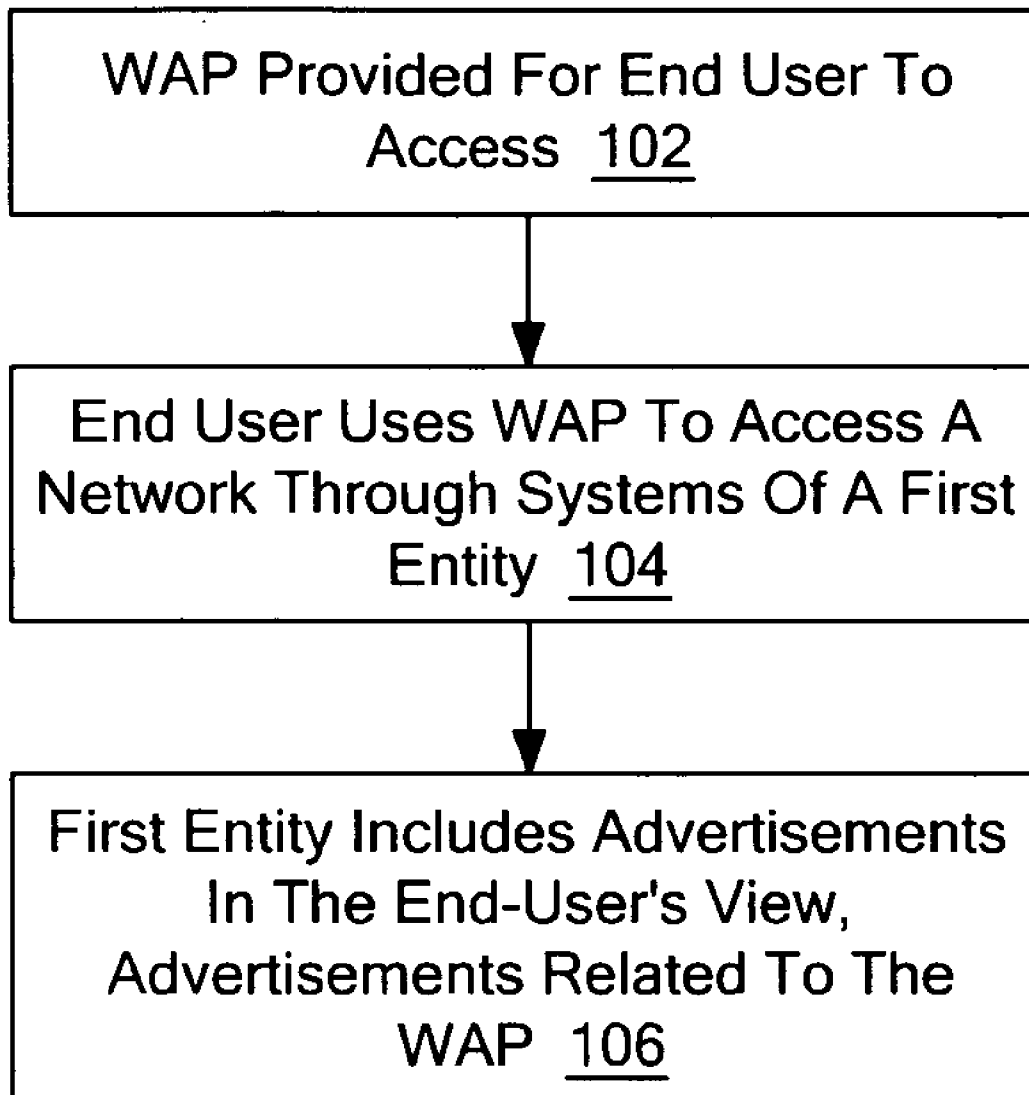 WAP Provided For End User To
Access 102
End User Uses WAP To Access A
Network Through Systems Of A First
Entity 104
First Entity Includes Advertisements
In The End-User's View,
Advertisements Related To The
WAP 106